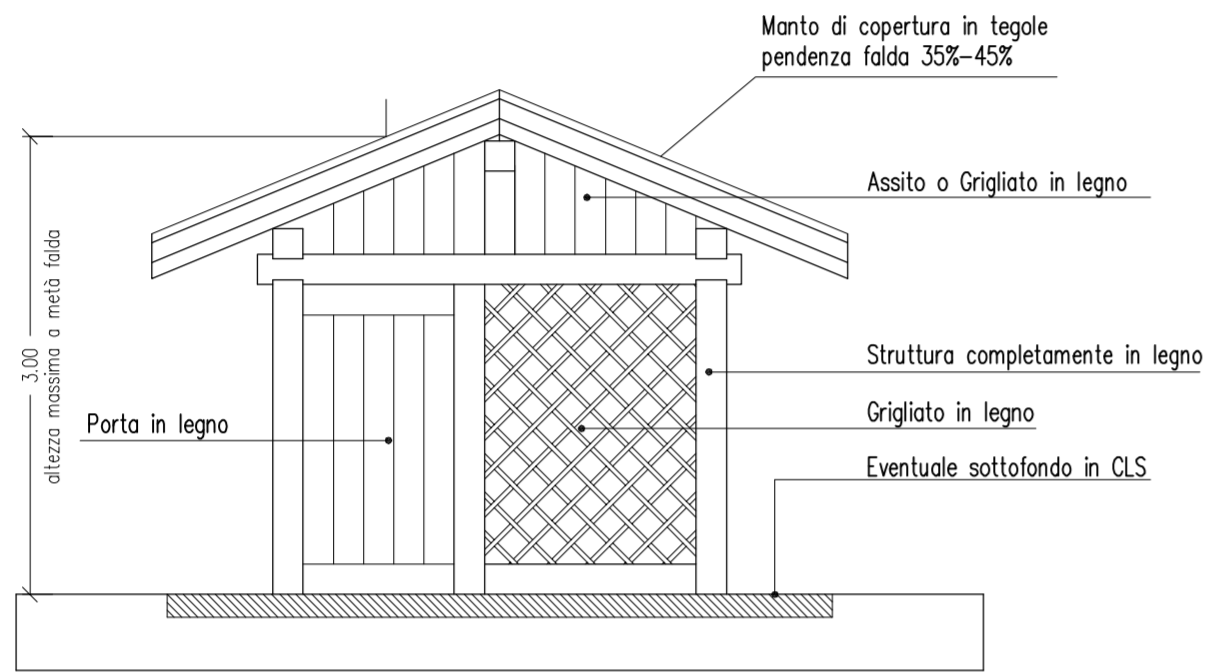 Manto di copertura in tegole
pendenza falda 35%-45%
Assito o Grigliato in legno
3.00
altezza massima a metà falda
Struttura completamente in legno
Grigliato in legno
Porta in legno
Eventuale sottofondo in CLS